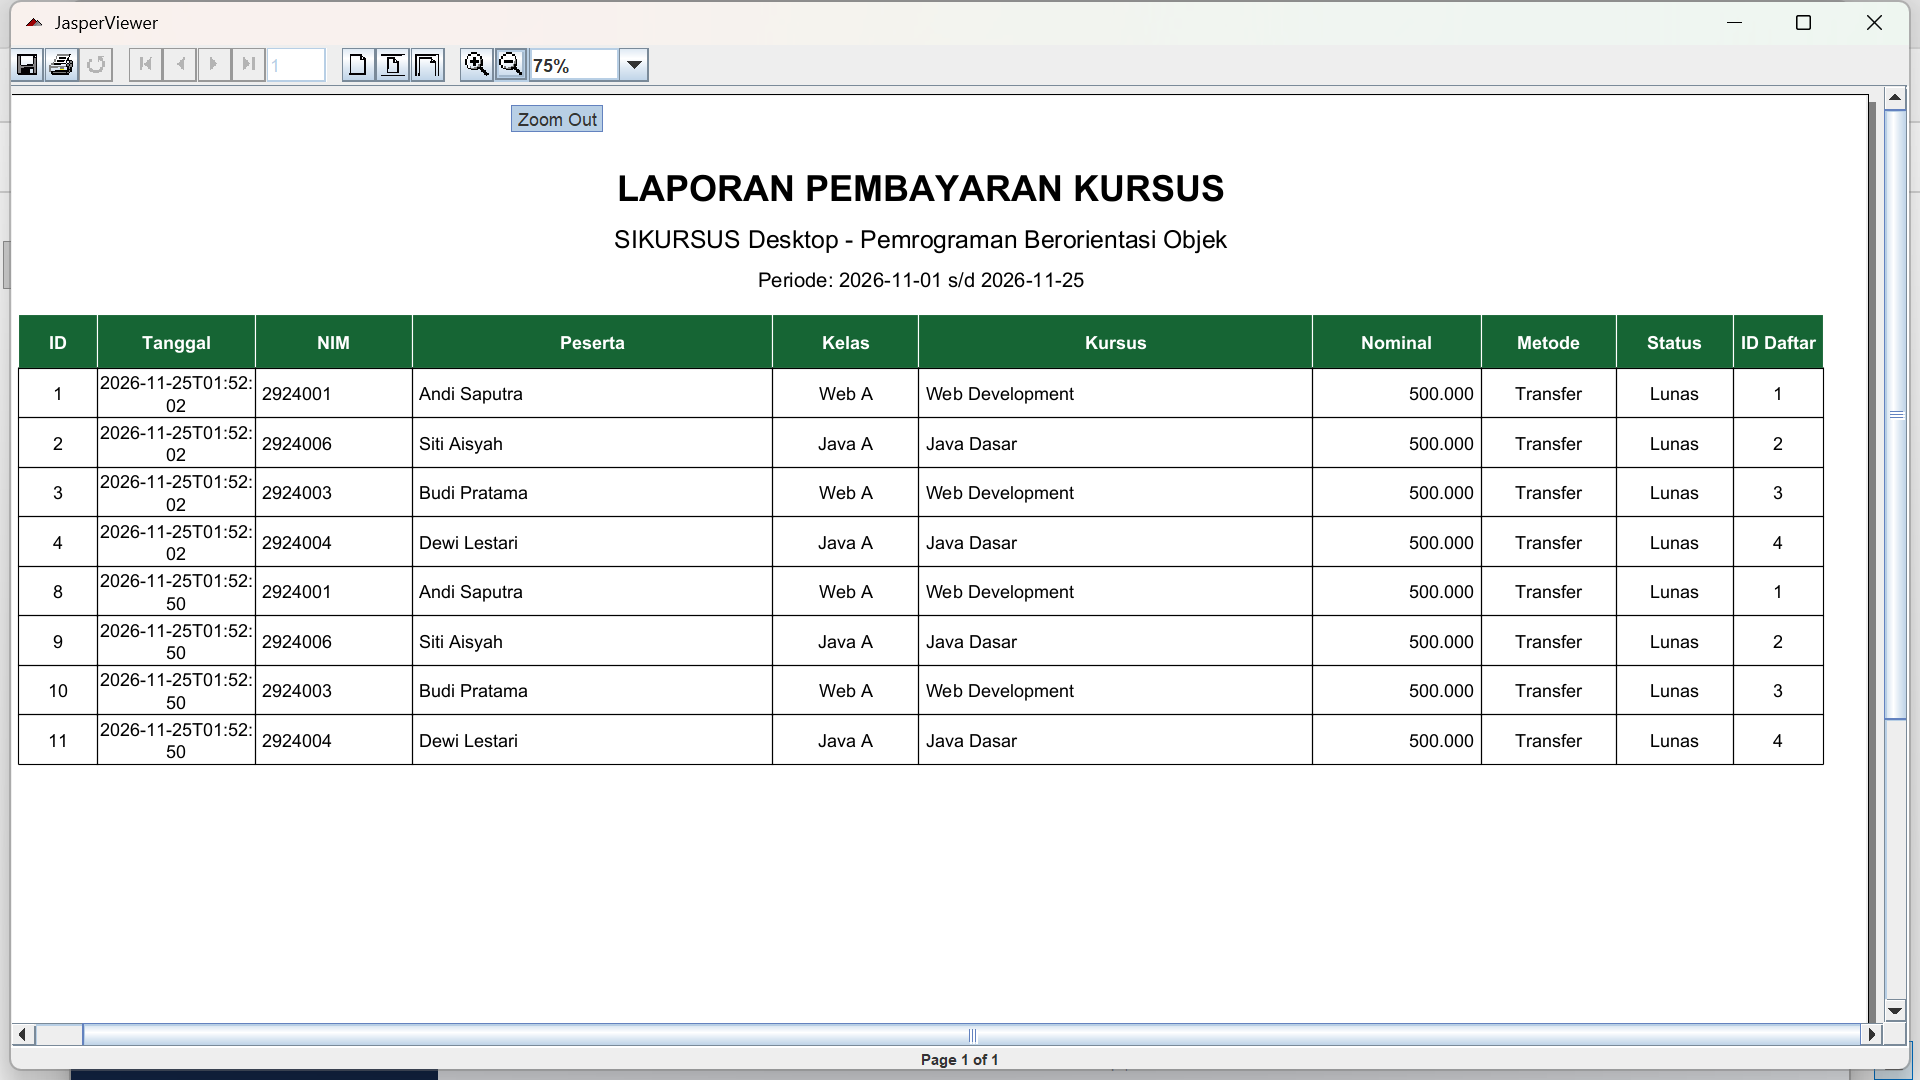 JasperViewer
1
75%
Zoom Out
LAPORAN PEMBAYARAN KURSUS
SIKURSUS Desktop - Pemrograman Berorientasi Objek
Periode: 2026-11-01 s/d 2026-11-25
ID Tanggal NIM Peserta Kelas Kursus Nominal Metode Status ID Daftar
1 2026-11-25T01:52:02 2924001 Andi Saputra Web A Web Development 500.000 Transfer Lunas 1
2 2026-11-25T01:52:02 2924006 Siti Aisyah Java A Java Dasar 500.000 Transfer Lunas 2
3 2026-11-25T01:52:02 2924003 Budi Pratama Web A Web Development 500.000 Transfer Lunas 3
4 2026-11-25T01:52:02 2924004 Dewi Lestari Java A Java Dasar 500.000 Transfer Lunas 4
8 2026-11-25T01:52:50 2924001 Andi Saputra Web A Web Development 500.000 Transfer Lunas 1
9 2026-11-25T01:52:50 2924006 Siti Aisyah Java A Java Dasar 500.000 Transfer Lunas 2
10 2026-11-25T01:52:50 2924003 Budi Pratama Web A Web Development 500.000 Transfer Lunas 3
11 2026-11-25T01:52:50 2924004 Dewi Lestari Java A Java Dasar 500.000 Transfer Lunas 4
Page 1 of 1